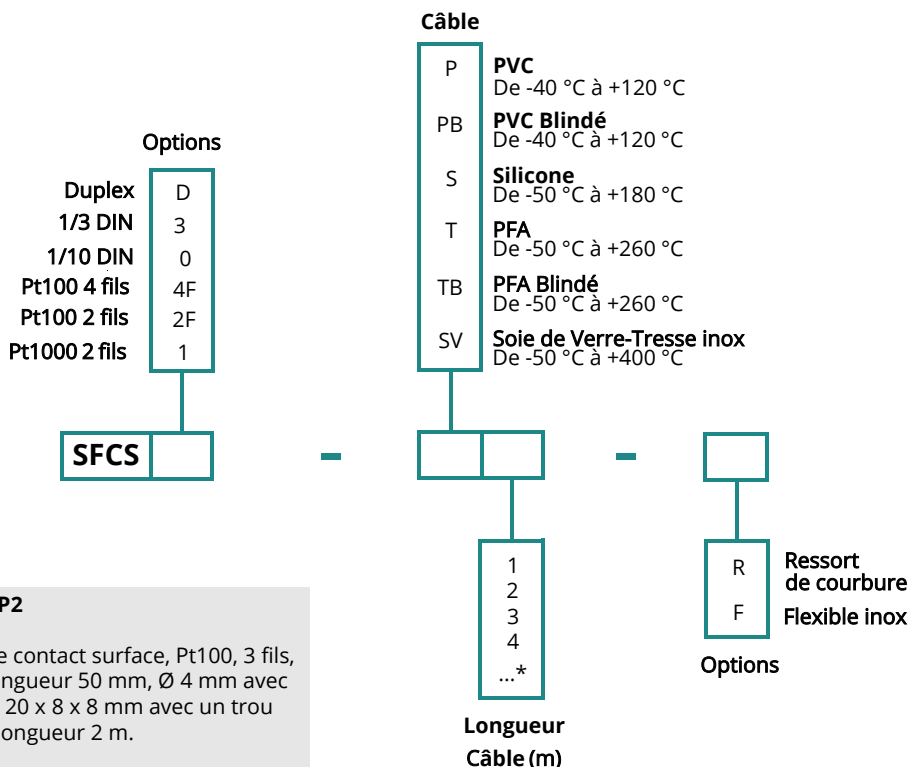 Câble
P PVC
De -40 °C à +120 °C
PB PVC Blindé
De -40 °C à +120 °C
S Silicone
De -50 °C à +180 °C
T PFA
De -50 °C à +260 °C
TB PFA Blindé
De -50 °C à +260 °C
SV Soie de Verre-Tresse inox
De -50 °C à +400 °C
Options
Duplex D
1/3 DIN 3
1/10 DIN 0
Pt100 4 fils 4F
Pt100 2 fils 2F
Pt1000 2 fils 1
SFCS - -
1
2
3
4
...*
Longueur
Câble (m)
R Ressort
de courbure
F Flexible inox
Options
P2
contact surface, Pt100, 3 fils,
longueur 50 mm, Ø 4 mm avec
20 x 8 x 8 mm avec un trou
longueur 2 m.